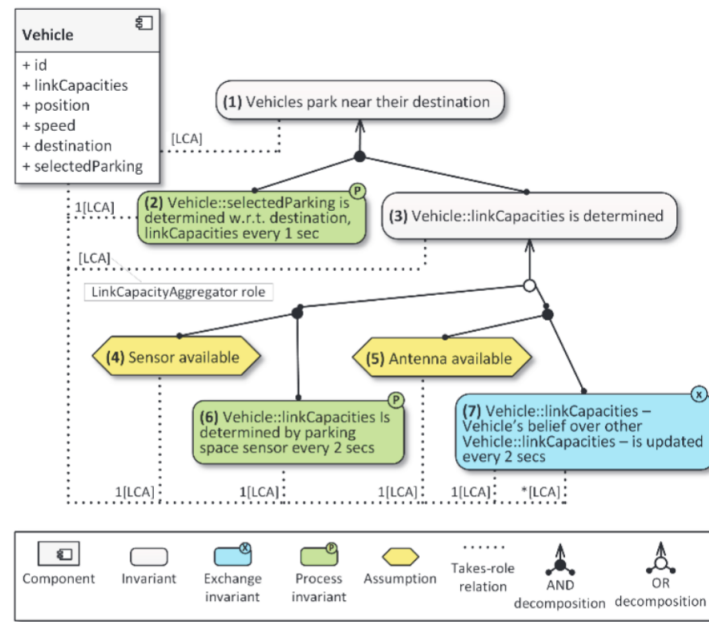 Vehicle
+ id
+ linkCapacities
+ position
+ speed
+ destination
+ selectedParking
(1) Vehicles park near their destination
[LCA]
P
(2) Vehicle::selectedParking is
determined w.r.t. destination,
linkCapacities every 1 sec
1[LCA]
(3) Vehicle::linkCapacities is determined
[LCA]
LinkCapacityAggregator role
(4) Sensor available
(5) Antenna available
P
(6) Vehicle::linkCapacities Is
determined by parking
space sensor every 2 secs
x
(7) Vehicle::linkCapacities –
Vehicle's belief over other
Vehicle::linkCapacities – is updated
every 2 secs
1[LCA]
1[LCA]
1[LCA]
1[LCA]
*[LCA]
Component
Invariant
X
Exchange
invariant
P
Process
invariant
Assumption
Takes-role
relation
AND
decomposition
OR
decomposition